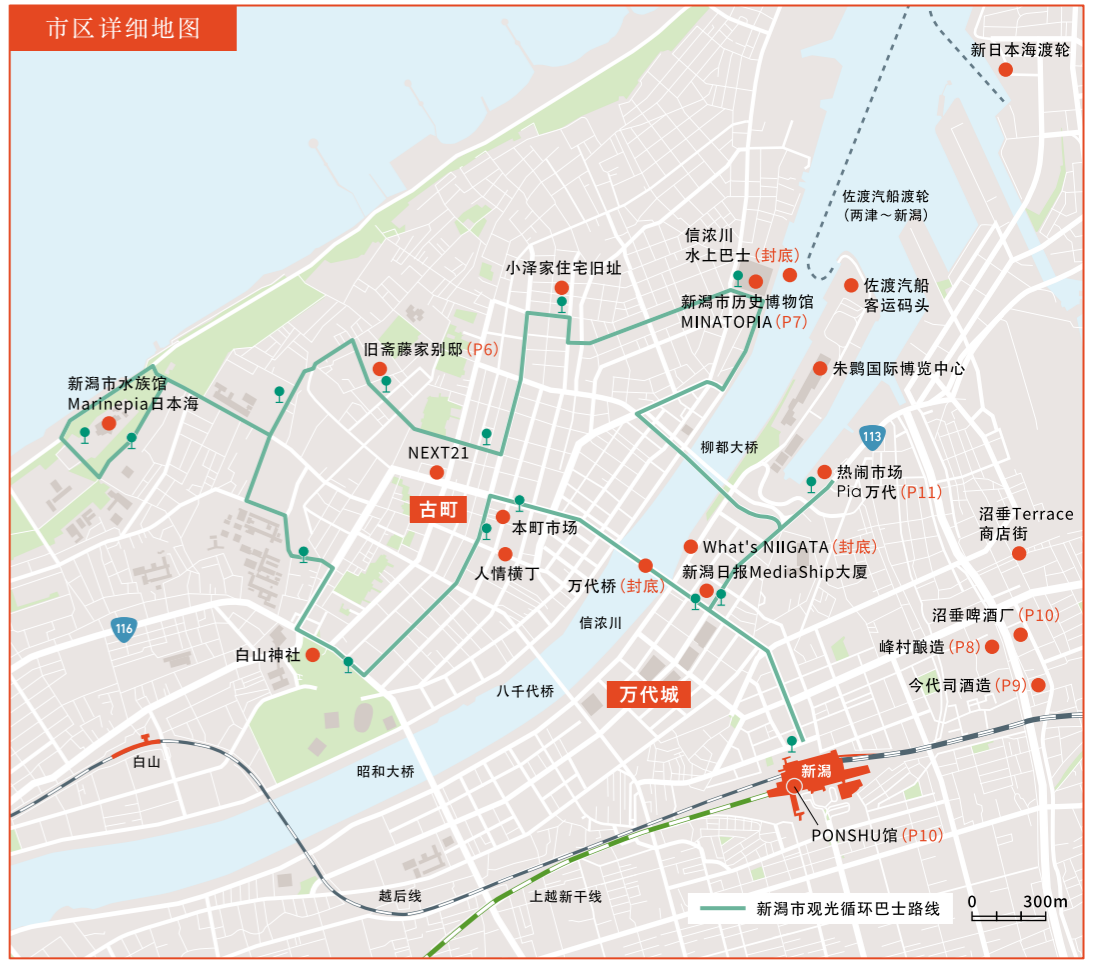 市区详细地图
新日本海渡轮
佐渡汽船渡轮
（两津～新潟）
信浓川
水上巴士(封底)
小泽家住宅旧址
佐渡汽船
客运码头
新潟市历史博物馆
MINATOPIA(P7)
旧斋藤家别邸(P6)
朱鹮国际博览中心
新潟市水族馆
Marinepia日本海
柳都大桥
113
NEXT21
热闹市场
Pia万代(P11)
古町
本町市场
沼垂Terrace
商店街
What's NIIGATA(封底)
人情横丁
新潟日报MediaShip大厦
万代桥(封底)
沼垂啤酒厂(P10)
信浓川
116
峰村酿造(P8)
白山神社
今代司酒造(P9)
八千代桥
万代城
白山
昭和大桥
新潟
PONSHU馆(P10)
越后线
上越新干线
新潟市观光循环巴士路线
0 300m